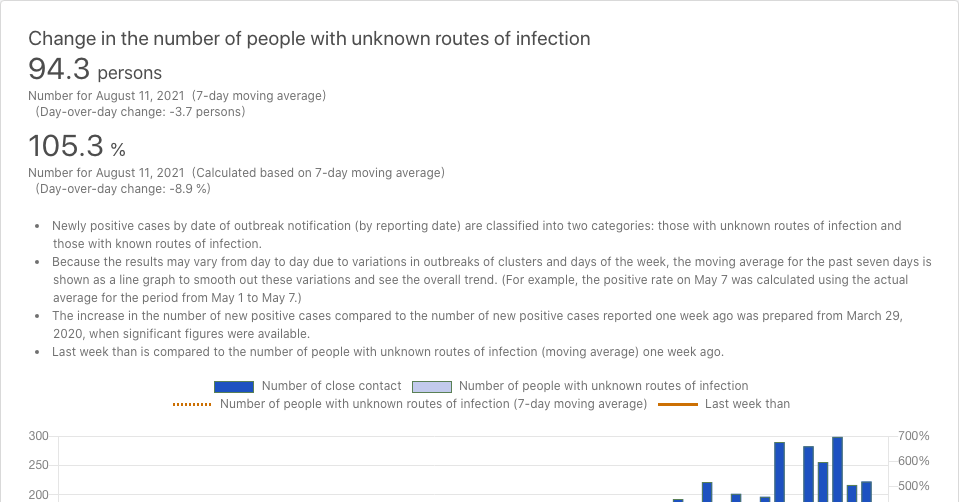 Change in the number of people with unknown routes of infection
94.3 persons
Number for August 11, 2021 (7-day moving average)
(Day-over-day change: -3.7 persons)
105.3 %
Number for August 11, 2021 (Calculated based on 7-day moving average)
(Day-over-day change: -8.9 %)
• Newly positive cases by date of outbreak notification (by reporting date) are classified into two categories: those with unknown routes of infection and
those with known routes of infection.
• Because the results may vary from day to day due to variations in outbreaks of clusters and days of the week, the moving average for the past seven days is
shown as a line graph to smooth out these variations and see the overall trend. (For example, the positive rate on May 7 was calculated using the actual
average for the period from May 1 to May 7.)
• The increase in the number of new positive cases compared to the number of new positive cases reported one week ago was prepared from March 29,
2020, when significant figures were available.
• Last week than is compared to the number of people with unknown routes of infection (moving average) one week ago.
Number of close contact Number of people with unknown routes of infection
Number of people with unknown routes of infection (7-day moving average) Last week than
300 700%
250 600%
200 500%